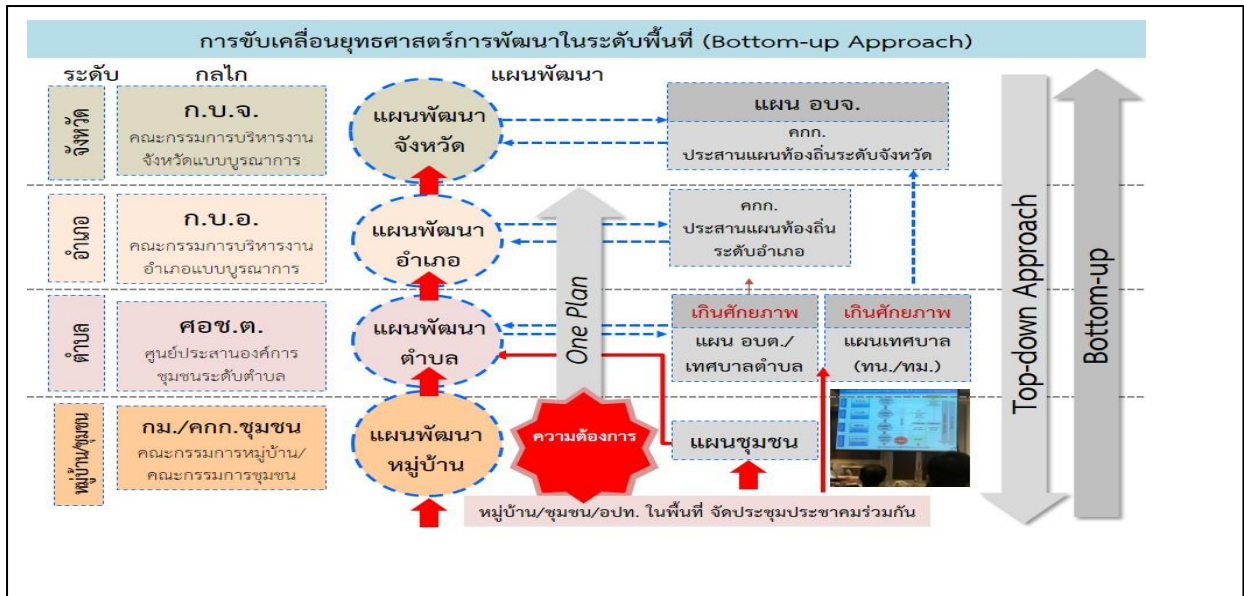 การขับเคลื่อนยุทธศาสตร์การพัฒนาในระดับพื้นที่ (Bottom-up Approach)
ระดับ
กลไก
แผนพัฒนา
จังหวัด
ก.บ.จ.
คณะกรรมการบริหารงาน
จังหวัดแบบบูรณาการ
แผนพัฒนา
จังหวัด
แผน อบจ.
คกก.
ประสานแผนท้องถิ่นระดับจังหวัด
อำเภอ
ก.บ.อ.
คณะกรรมการบริหารงาน
อำเภอแบบบูรณาการ
แผนพัฒนา
อำเภอ
คกก.
ประสานแผนท้องถิ่น
ระดับอำเภอ
ตำบล
ศอช.ต.
ศูนย์ประสานองค์การ
ชุมชนระดับตำบล
แผนพัฒนา
ตำบล
One Plan
เกินศักยภาพ
แผน อบต./
เทศบาลตำบล
เกินศักยภาพ
แผนเทศบาล
(ทน./ทม.)
หมู่บ้าน/ชุมชน
กม./คกก.ชุมชน
คณะกรรมการหมู่บ้าน/
คณะกรรมการชุมชน
แผนพัฒนา
หมู่บ้าน
ความต้องการ
แผนชุมชน
หมู่บ้าน/ชุมชน/อปท. ในพื้นที่ จัดประชุมประชาคมร่วมกัน
Top-down Approach
Bottom-up